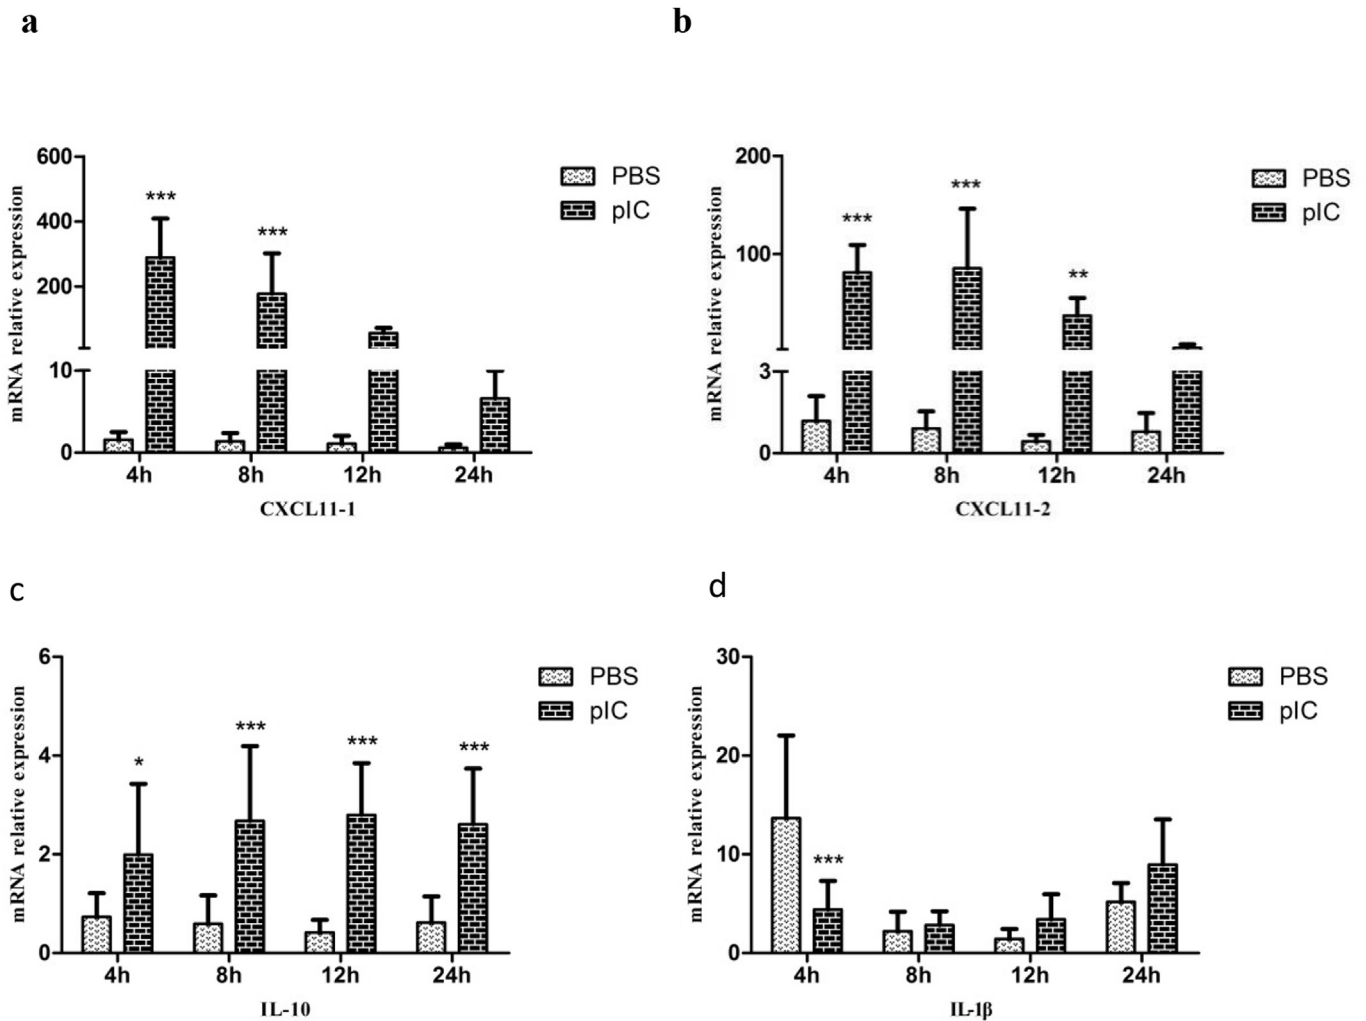 a
b
600
400
200
10
0
mRNA relative expression
***
***
PBS
pIC
4h 8h 12h 24h
CXCL11-1
200
100
3
0
mRNA relative expression
***
***
**
PBS
pIC
4h 8h 12h 24h
CXCL11-2
c
d
6
4
2
0
mRNA relative expression
*
***
***
***
PBS
pIC
4h 8h 12h 24h
IL-10
30
20
10
0
mRNA relative expression
***
PBS
pIC
4h 8h 12h 24h
IL-1β